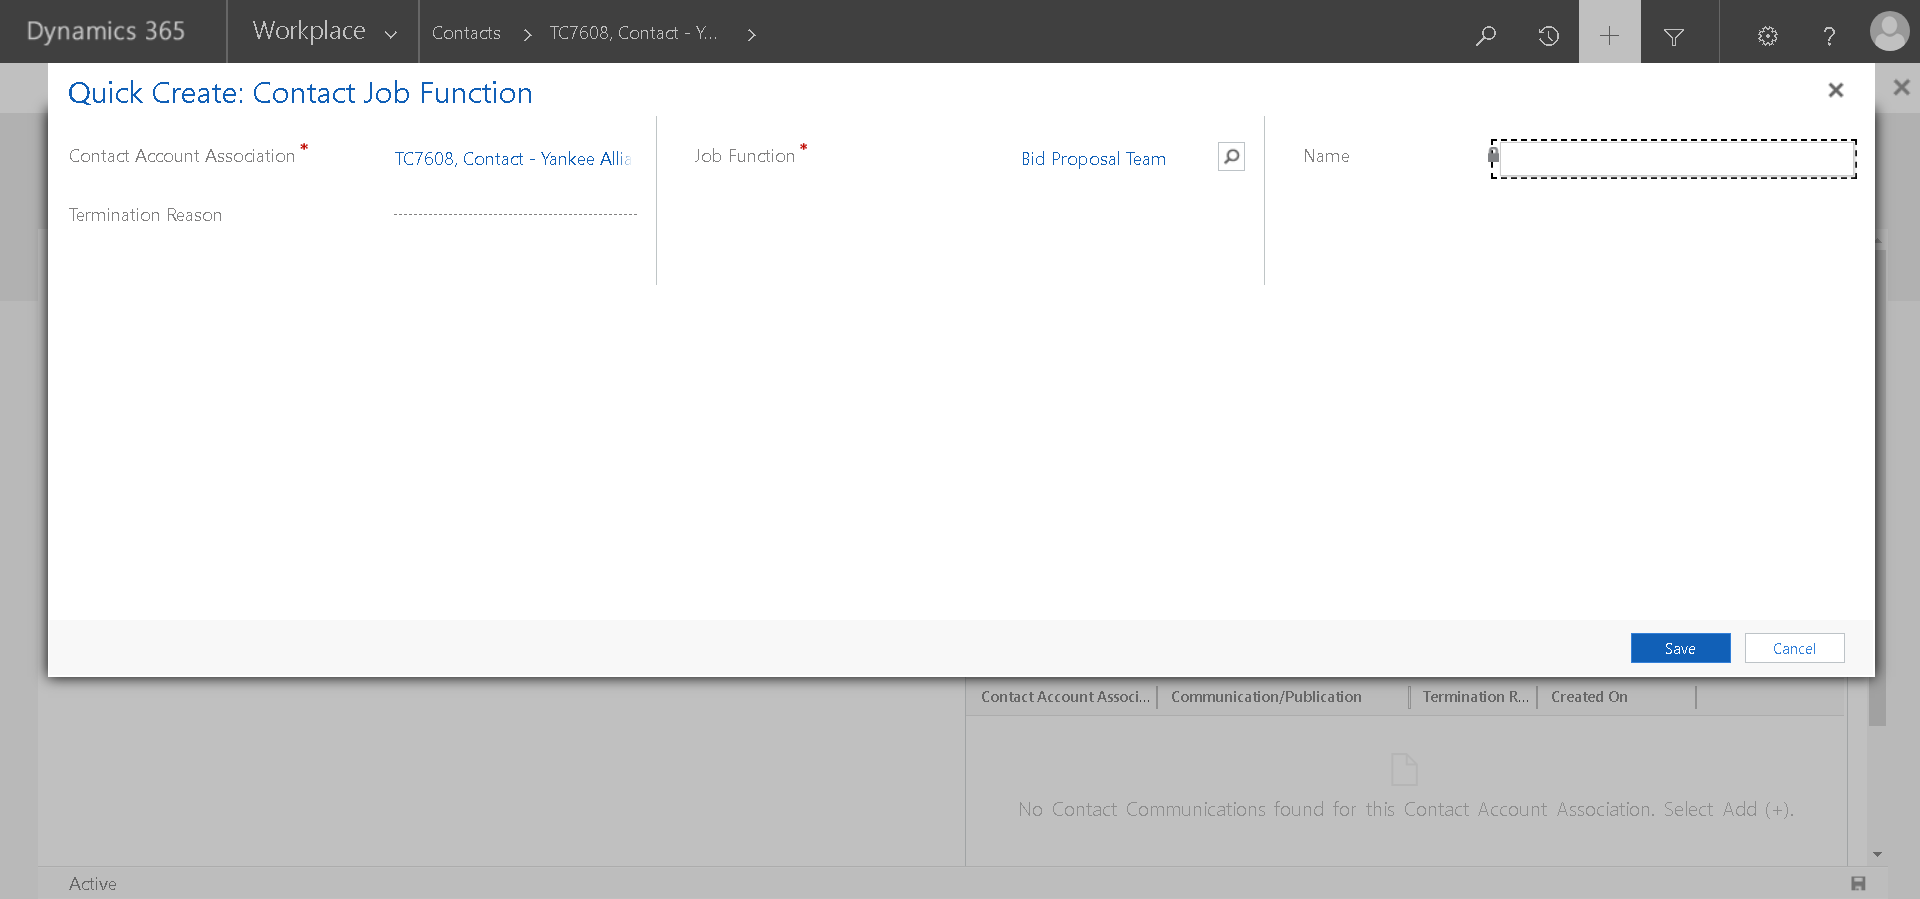 Dynamics 365
Workplace
Contacts
TC7608, Contact - Y...
Quick Create: Contact Job Function
Contact Account Association *
TC7608, Contact - Yankee Allia
Job Function *
Bid Proposal Team
Name
Termination Reason
Save
Cancel
Contact Account Associ...
Communication/Publication
Termination R...
Created On
No Contact Communications found for this Contact Account Association. Select Add (+).
Active